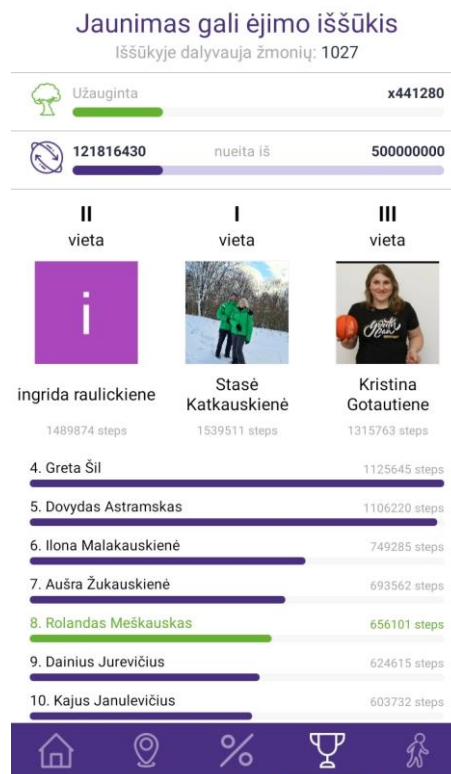 Jaunimas gali ėjimo iššūkis
Iššūkyje dalyvauja žmonių: 1027
Užauginta x441280
121816430 nueita iš 500000000
II I III
vieta vieta vieta
i
ingrida raulickiene Stasė Katkauskienė Kristina Gotautiene
1489874 steps 1539511 steps 1315763 steps
4. Greta Šil 1125645 steps
5. Dovydas Astramskas 1106220 steps
6. Ilona Malakauskienė 749285 steps
7. Aušra Žukauskienė 693562 steps
8. Rolandas Meškauskas 656101 steps
9. Dainius Jurevičius 624615 steps
10. Kajus Janulevičius 603732 steps
%